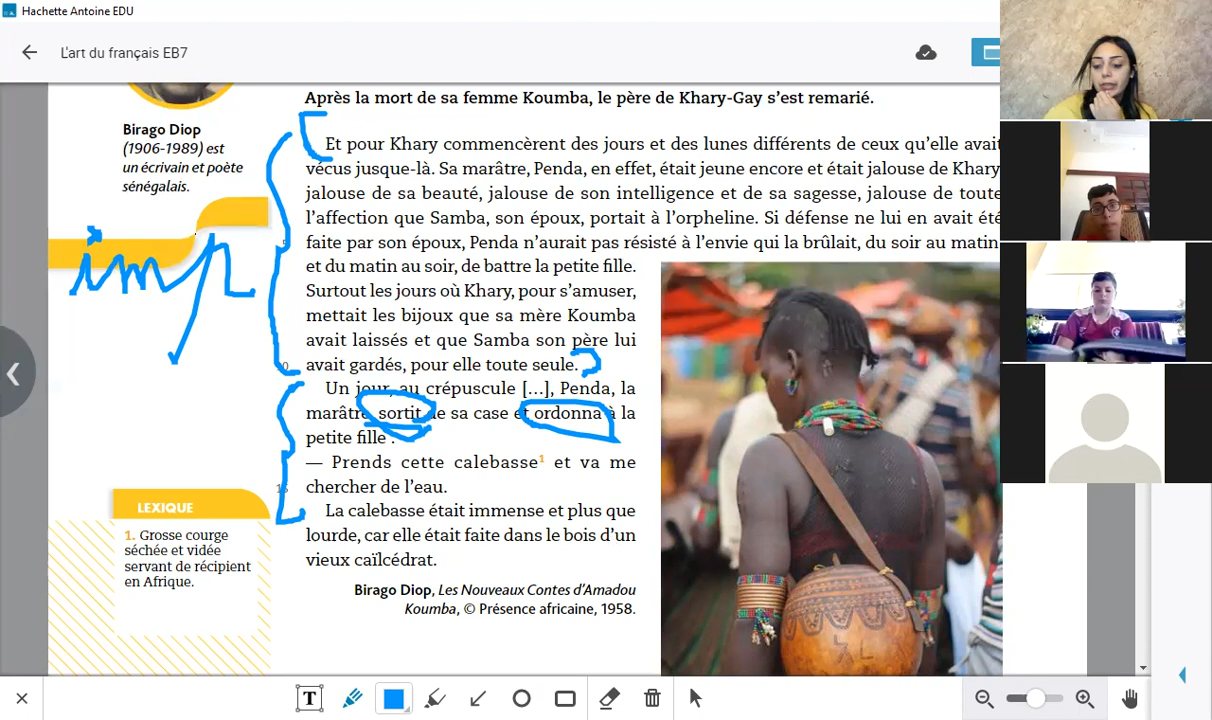 Hachette Antoine EDU
L'art du français EB7
Birago Diop
(1906-1989) est
un écrivain et poète
sénégalais.
Après la mort de sa femme Koumba, le père de Khary-Gay s'est remarié.
Et pour Khary commencèrent des jours et des lunes différents de ceux qu'elle avait
vécus jusque-là. Sa marâtre, Penda, en effet, était jeune encore et était jalouse de Khary
jalouse de sa beauté, jalouse de son intelligence et de sa sagesse, jalouse de toute
l'affection que Samba, son époux, portait à l'orpheline. Si défense ne lui en avait été
faite par son époux, Penda n'aurait pas résisté à l'envie qui la brûlait, du soir au matin
et du matin au soir, de battre la petite fille.
Surtout les jours où Khary, pour s'amuser,
mettait les bijoux que sa mère Koumba
avait laissés et que Samba son père lui
avait gardés, pour elle toute seule.
Un jour, au crépuscule [...], Penda, la
marâtre, sortit de sa case et ordonna à la
petite fille :
— Prends cette calebasse1 et va me
chercher de l'eau.
La calebasse était immense et plus que
lourde, car elle était faite dans le bois d'un
vieux caïlcédrat.
Birago Diop, Les Nouveaux Contes d'Amadou
Koumba, © Présence africaine, 1958.
LEXIQUE
1. Grosse courge
séchée et vidée
servant de récipient
en Afrique.
T